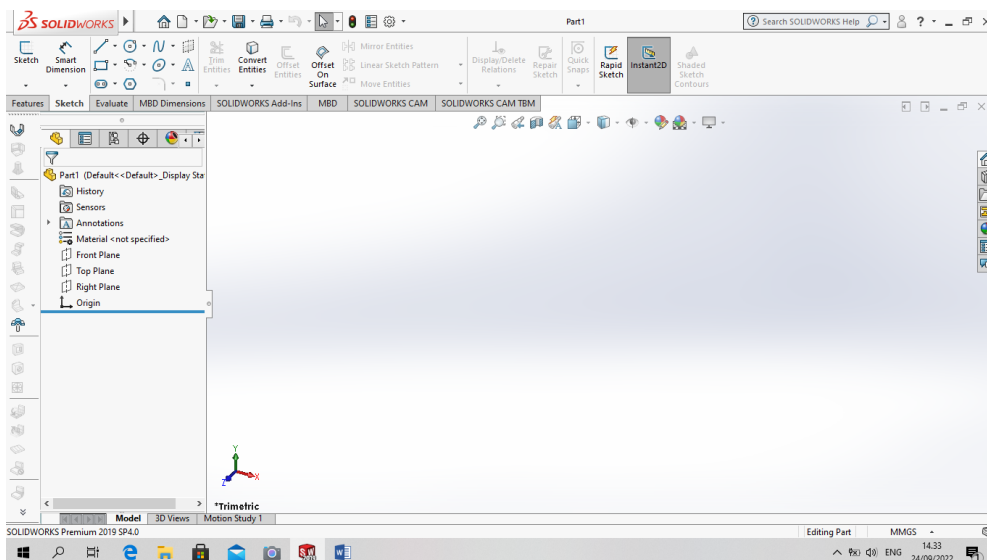 SOLIDWORKS
Part1
Search SOLIDWORKS Help
?
Sketch
Smart Dimension
Trim Entities
Convert Entities
Offset Entities
Offset On Surface
Mirror Entities
Linear Sketch Pattern
Move Entities
Display/Delete Relations
Repair Sketch
Quick Snaps
Rapid Sketch
Instant2D
Shaded Sketch Contours
Features
Sketch
Evaluate
MBD Dimensions
SOLIDWORKS Add-Ins
MBD
SOLIDWORKS CAM
SOLIDWORKS CAM TBM
Part1 (Default<<Default>_Display Sta
History
Sensors
Annotations
Material <not specified>
Front Plane
Top Plane
Right Plane
Origin
Y
X
Z
*Trimetric
Model
3D Views
Motion Study 1
SOLIDWORKS Premium 2019 SP4.0
Editing Part
MMGS
ENG
14.33
24/09/2022